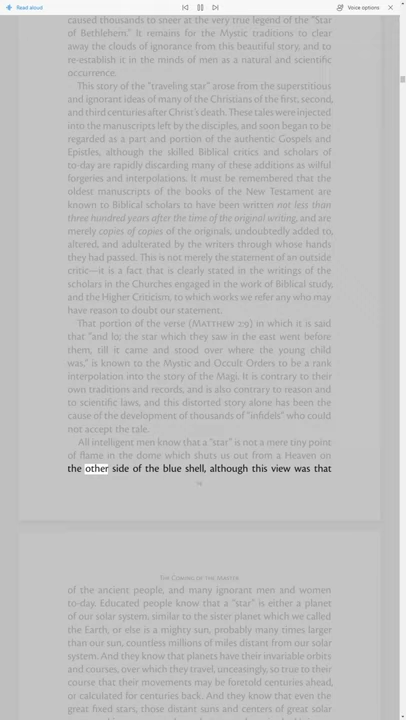 Read aloud
Voice options
caused thousands to sneer at the very true legend of the "Star
of Bethlehem." It remains for the Mystic traditions to clear
away the clouds of ignorance from this beautiful story, and to
re-establish it in the minds of men as a natural and scientific
occurrence.
This story of the "traveling star" arose from the superstitious
and ignorant ideas of many of the Christians of the first, second,
and third centuries after Christ's death. These tales were injected
into the manuscripts left by the disciples, and soon began to be
regarded as a part and portion of the authentic Gospels and
Epistles, although the skilled Biblical critics and scholars of
to-day are rapidly discarding many of these additions as wilful
forgeries and interpolations. It must be remembered that the
oldest manuscripts of the books of the New Testament are
known to Biblical scholars to have been written not less than
three hundred years after the time of the original writing, and are
merely copies of copies of the originals, undoubtedly added to,
altered, and adulterated by the writers through whose hands
they had passed. This is not merely the statement of an outside
critic—it is a fact that is clearly stated in the writings of the
scholars in the Churches engaged in the work of Biblical study,
and the Higher Criticism, to which works we refer any who may
have reason to doubt our statement.
That portion of the verse (Matthew 2:9) in which it is said
that "and lo: the star which they saw in the east went before
them, till it came and stood over where the young child
was," is known to the Mystic and Occult Orders to be a rank
interpolation into the story of the Magi. It is contrary to their
own traditions and records, and is also contrary to reason and
to scientific laws, and this distorted story alone has been the
cause of the development of thousands of "infidels" who could
not accept the tale.
All intelligent men know that a "star" is not a mere tiny point
of flame in the dome which shuts us out from a Heaven on
the other side of the blue shell, although this view was that
The Coming of the Master
of the ancient people, and many ignorant men and women
to-day. Educated people know that a "star" is either a planet
of our solar system, similar to the sister planet which we called
the Earth, or else is a mighty sun, probably many times larger
than our sun, countless millions of miles distant from our solar
system. And they know that planets have their invariable orbits
and courses, over which they travel, unceasingly, so true to their
course that their movements may be foretold centuries ahead,
or calculated for centuries back. And they know that even the
great fixed stars, those distant suns and centers of great solar